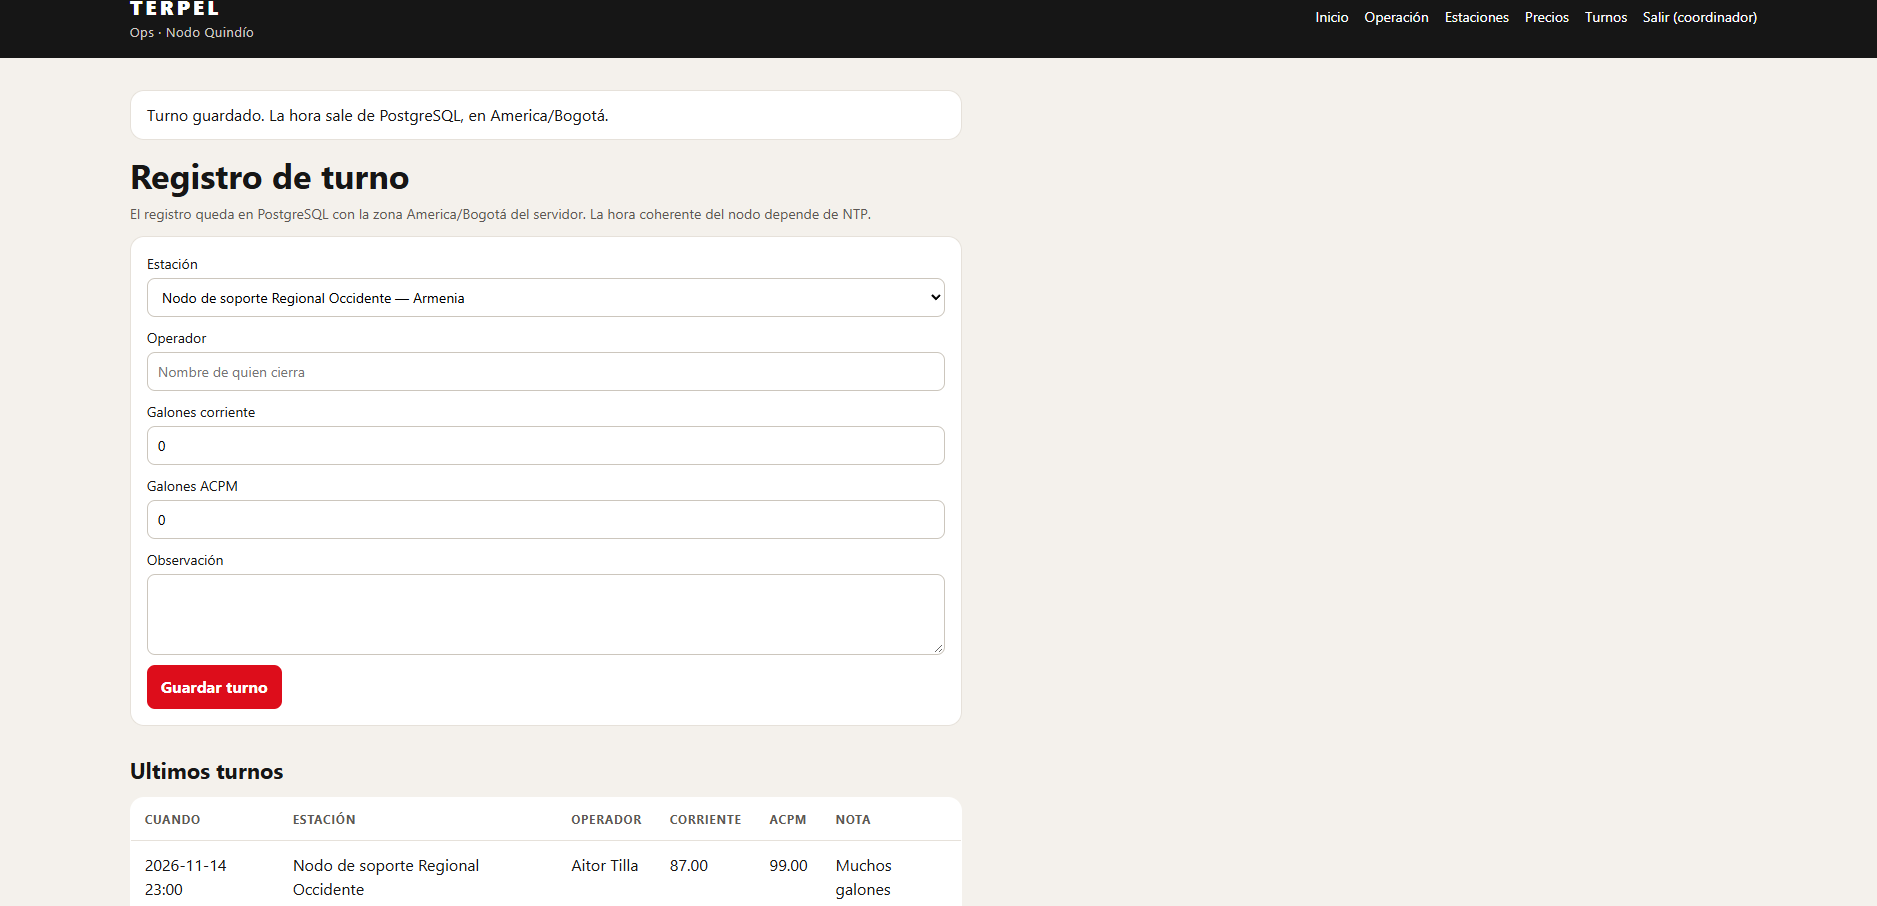 TERPEL
Ops · Nodo Quindío
Inicio Operación Estaciones Precios Turnos Salir (coordinador)
Turno guardado. La hora sale de PostgreSQL, en America/Bogotá.
Registro de turno
El registro queda en PostgreSQL con la zona America/Bogotá del servidor. La hora coherente del nodo depende de NTP.
Estación
Nodo de soporte Regional Occidente — Armenia
Operador
Nombre de quien cierra
Galones corriente
0
Galones ACPM
0
Observación
Guardar turno
Ultimos turnos
CUANDO ESTACIÓN OPERADOR CORRIENTE ACPM NOTA
2026-11-14 Nodo de soporte Regional Aitor Tilla 87.00 99.00 Muchos
23:00 Occidente galones